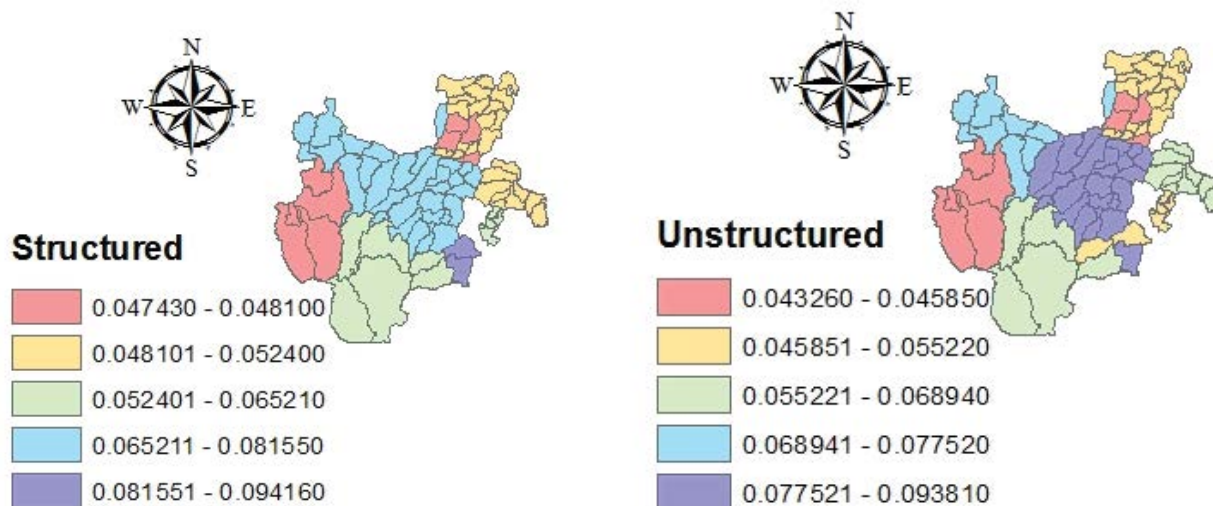 N
W E
S
Structured
0.047430 - 0.048100
0.048101 - 0.052400
0.052401 - 0.065210
0.065211 - 0.081550
0.081551 - 0.094160
N
W E
S
Unstructured
0.043260 - 0.045850
0.045851 - 0.055220
0.055221 - 0.068940
0.068941 - 0.077520
0.077521 - 0.093810